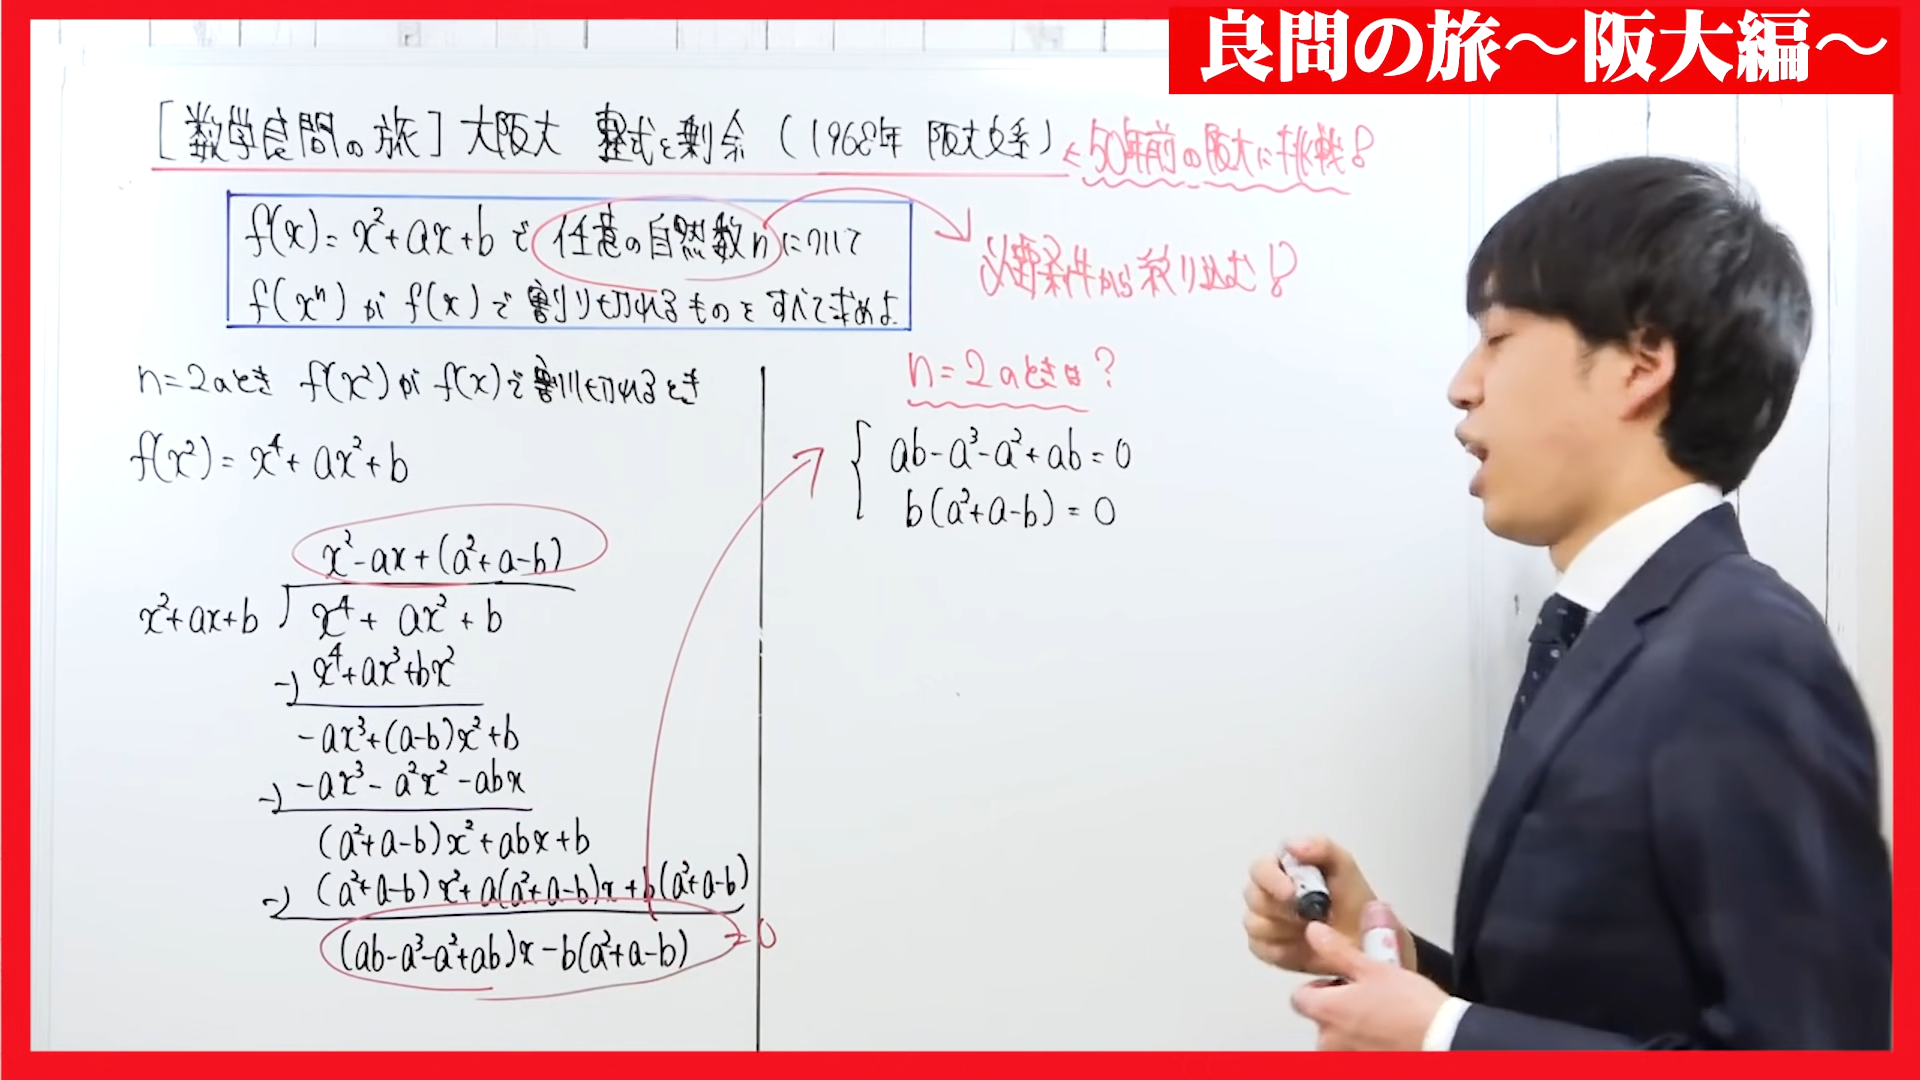 良問の旅～阪大編～
[数学良問の旅] 大阪大 整式と剰余 (1968年 阪大文系) ← 50年前の阪大に挑戦!
f(x) = x²+ax+b で 任意の自然数n について
f(xⁿ) が f(x) で 割り切れるものを すべて求めよ.
必要条件から絞り込む!
n=2のとき f(x²)が f(x)で割り切れるとき
f(x²) = x⁴+ ax²+b
x²-ax+(a²+a-b)
x²+ax+b x⁴+ ax²+b
-) x⁴+ax³+bx²
-ax³+(a-b)x²+b
-) -ax³-a²x²-abx
(a²+a-b)x²+abx+b
-) (a²+a-b)x²+a(a²+a-b)x+b(a²+a-b)
(ab-a³-a²+ab)x-b(a²+a-b) =0
n=2のときは?
ab-a³-a²+ab=0
b(a²+a-b)=0